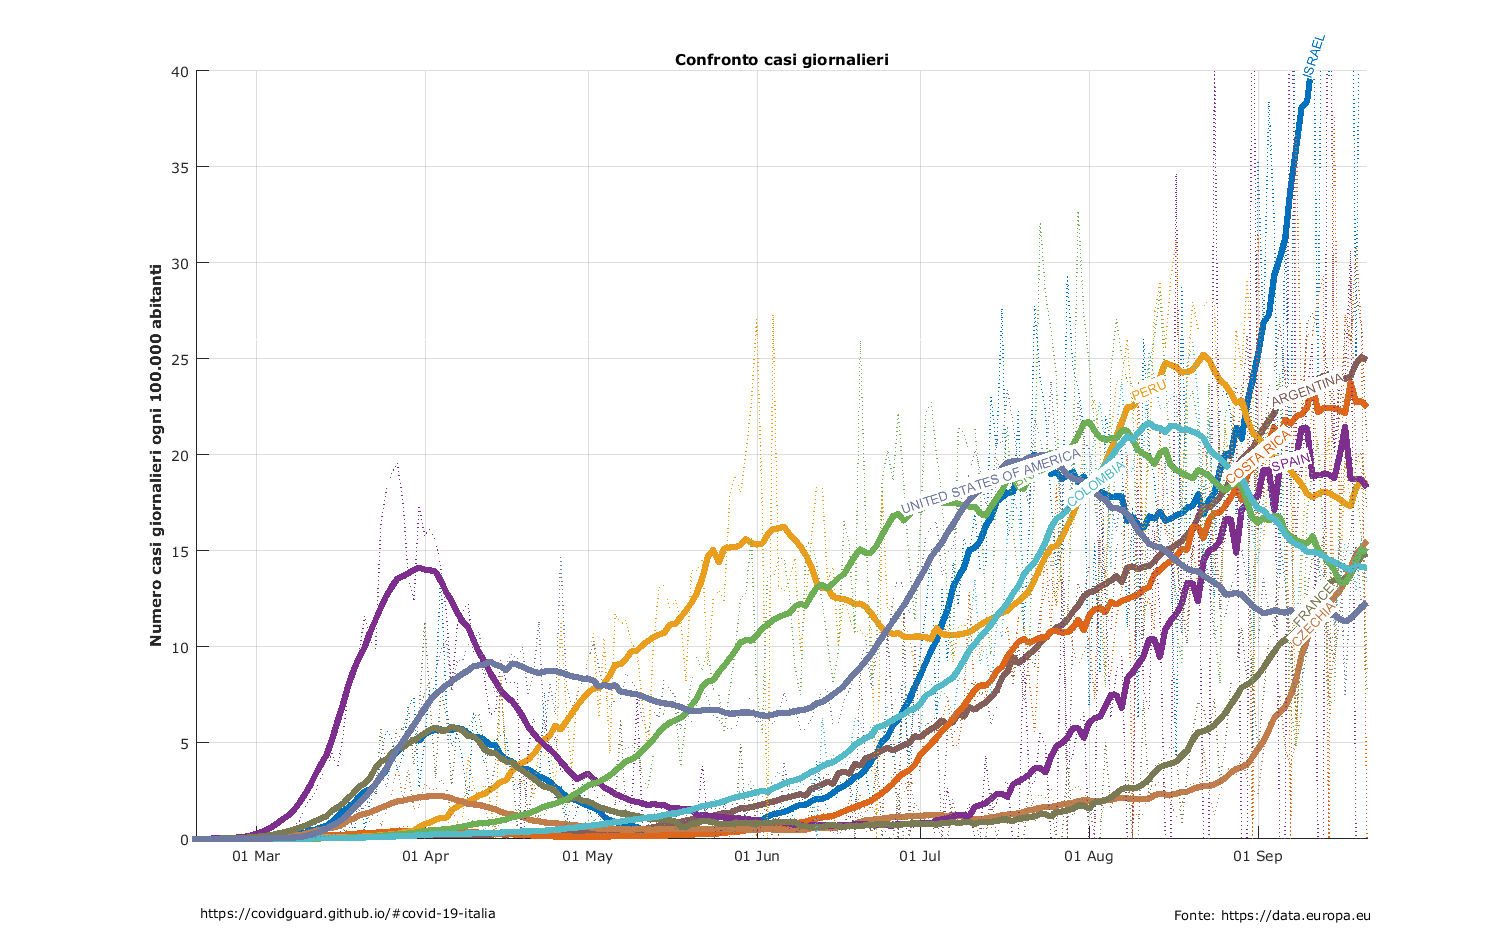 Confronto casi giornalieri
Numero casi giornalieri ogni 100.000 abitanti
40
35
30
25
20
15
10
5
0
01 Mar
01 Apr
01 May
01 Jun
01 Jul
01 Aug
01 Sep
ISRAEL
PERU
ARGENTINA
UNITED STATES OF AMERICA
COLOMBIA
COSTA RICA
SPAIN
FRANCE
CZECHIA
https://covidguard.github.io/#covid-19-italia
Fonte: https://data.europa.eu